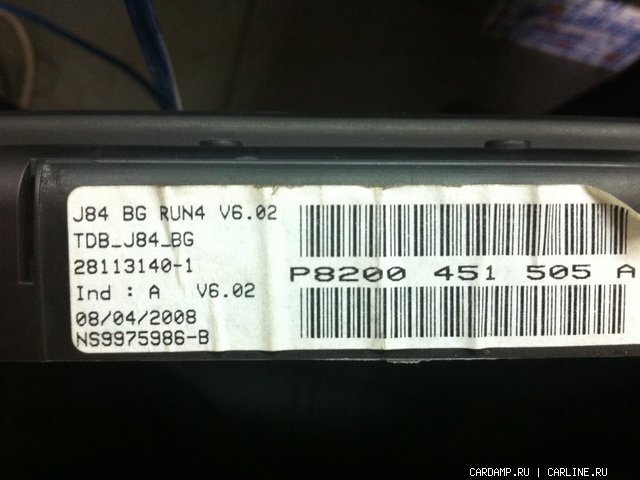 J84 BG RUN4 V6.02
TDB_J84_BG
28113140-1
Ind : A V6.02
08/04/2008
NS9975986-B
P8200 451 505 A
CARDAMP.RU | CARLINE.RU